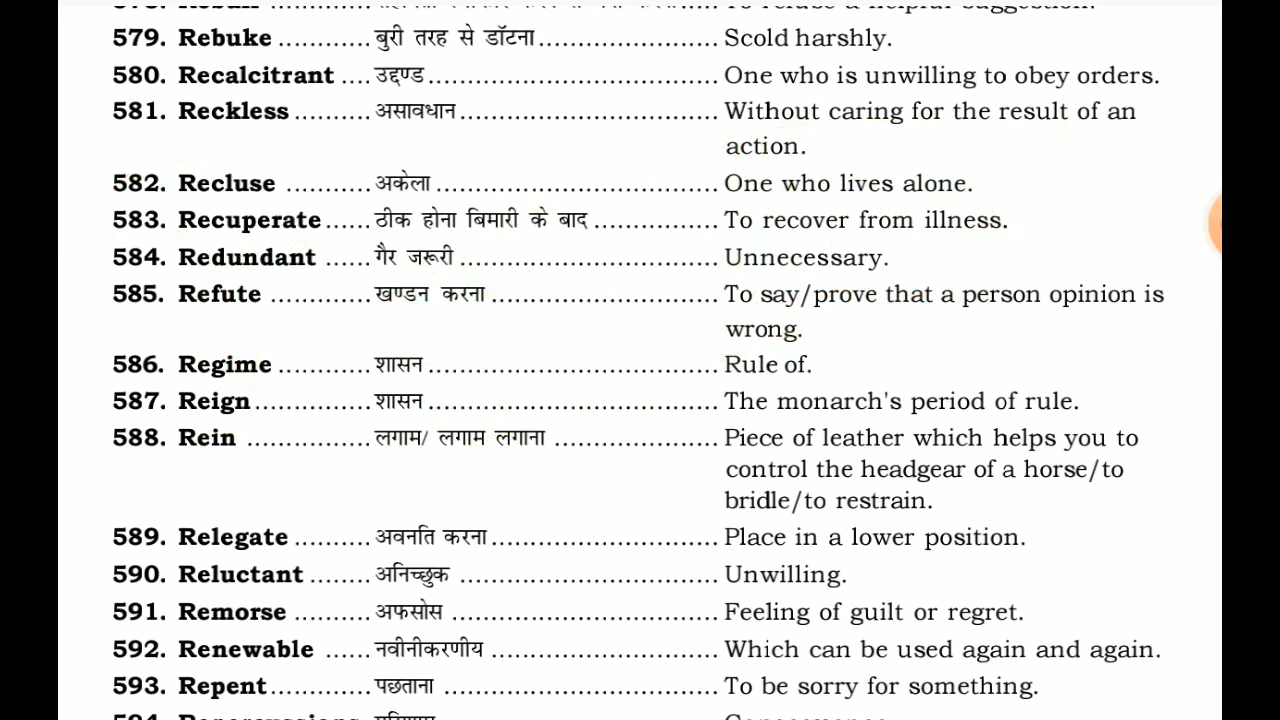 579. Rebuke ............ बुरी तरह से डॉटना....................... Scold harshly.
580. Recalcitrant .... उद्दण्ड..................................... One who is unwilling to obey orders.
581. Reckless.......... असावधान................................. Without caring for the result of an
action.
582. Recluse ........... अकेला.................................... One who lives alone.
583. Recuperate...... ठीक होना बिमारी के बाद................ To recover from illness.
584. Redundant ...... गैर जरूरी................................. Unnecessary.
585. Refute ............. खण्डन करना............................. To say/prove that a person opinion is
wrong.
586. Regime ............ शासन..................................... Rule of.
587. Reign............... शासन..................................... The monarch's period of rule.
588. Rein ................ लगाम/ लगाम लगाना ..................... Piece of leather which helps you to
control the headgear of a horse/to
bridle/to restrain.
589. Relegate .......... अवनति करना............................. Place in a lower position.
590. Reluctant ........ अनिच्छुक ................................. Unwilling.
591. Remorse .......... अफसोस ................................... Feeling of guilt or regret.
592. Renewable ...... नवीनीकरणीय ............................. Which can be used again and again.
593. Repent............. पछताना ................................... To be sorry for something.